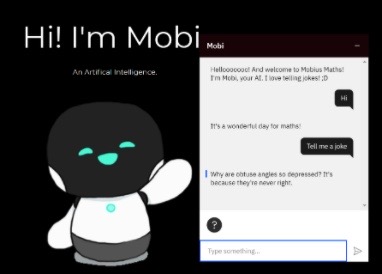 Hi! I'm Mobi
An Artifical Intelligence.
Mobi
Hellooooooo! And welcome to Mobius Maths!
I'm Mobi, your AI. I love telling jokes! ;D
Hi
It's a wonderful day for maths!
Tell me a joke
Why are obtuse angles so depressed? It's
because they're never right.
?
Type something...